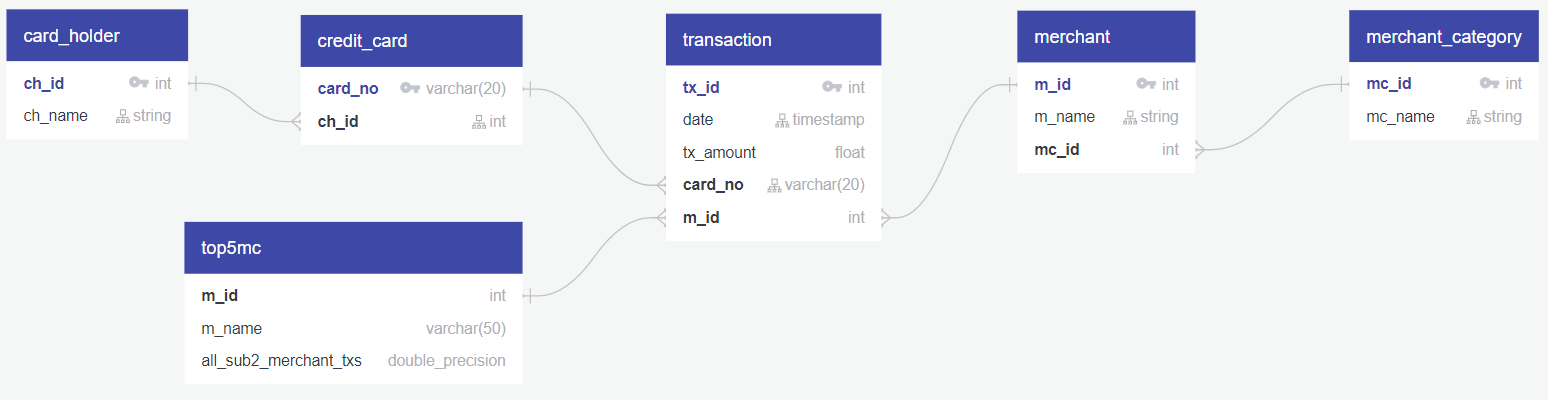 card_holder
ch_id int
ch_name string
credit_card
card_no varchar(20)
ch_id int
transaction
tx_id int
date timestamp
tx_amount float
card_no varchar(20)
m_id int
merchant
m_id int
m_name string
mc_id int
merchant_category
mc_id int
mc_name string
top5mc
m_id int
m_name varchar(50)
all_sub2_merchant_txs double_precision